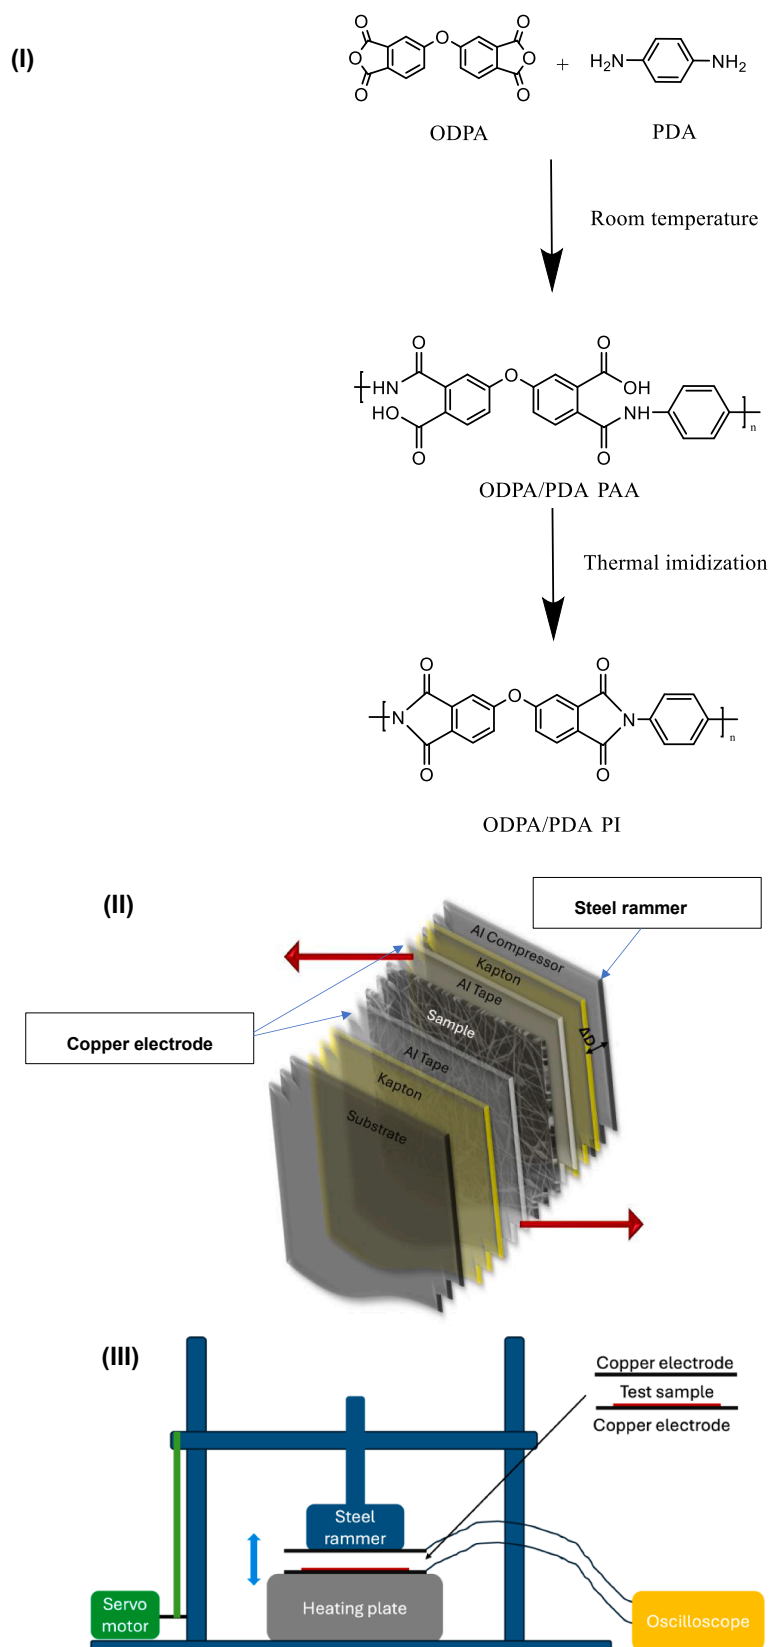 (I)
O O O O O O O
+
H₂N NH₂
ODPA PDA
Room temperature
O O
HN O OH
HO NH n
O O
ODPA/PDA PAA
Thermal imidization
O O
N O N n
O O
ODPA/PDA PI
(II)
Steel rammer
Al Compressor
Kapton
Al Tape
Sample
ΔD
Copper electrode
Al Tape
Kapton
Substrate
(III)
Copper electrode
Test sample
Copper electrode
Steel
rammer
Servo
motor
Heating plate
Oscilloscope